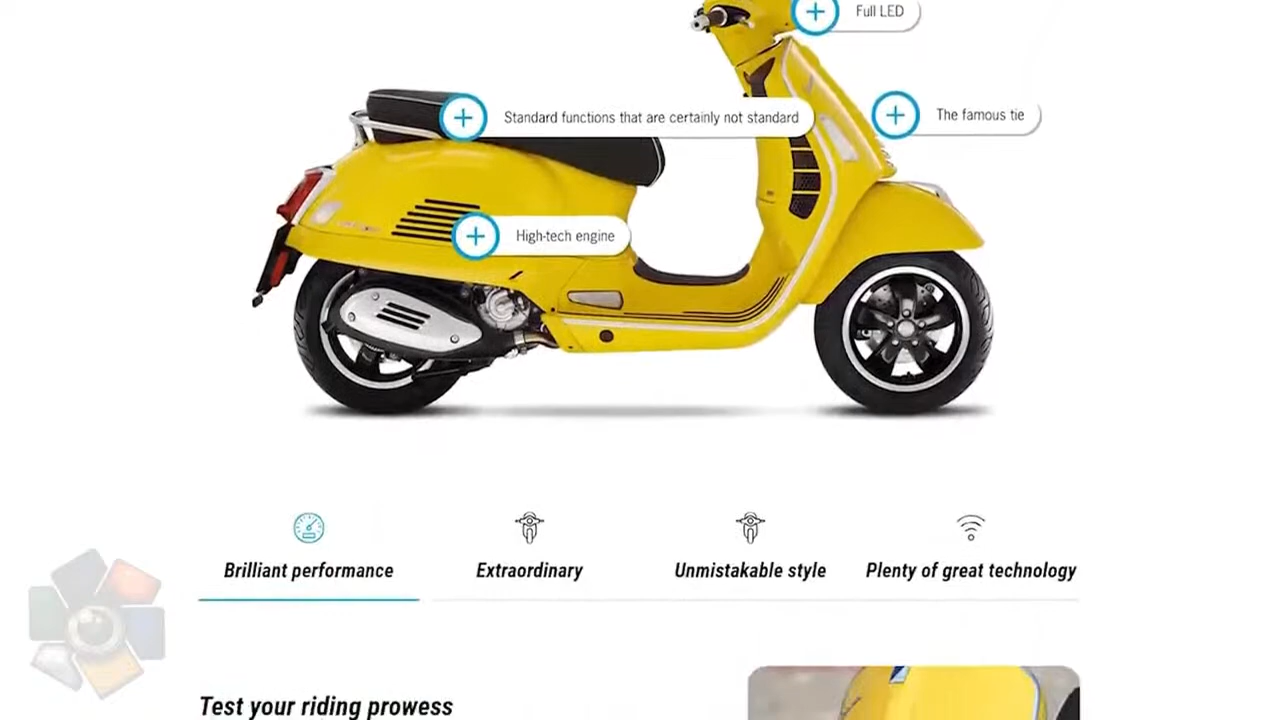 Full LED
Standard functions that are certainly not standard
The famous tie
High-tech engine
Brilliant performance
Extraordinary
Unmistakable style
Plenty of great technology
Test your riding prowess